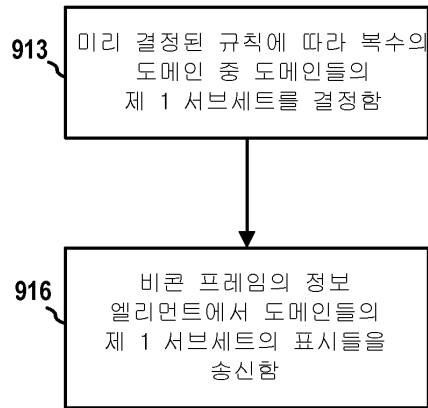 913
미리 결정된 규칙에 따라 복수의
도메인 중 도메인들의
제 1 서브세트를 결정함
916
비콘 프레임의 정보
엘리먼트에서 도메인들의
제 1 서브세트의 표시들을
송신함